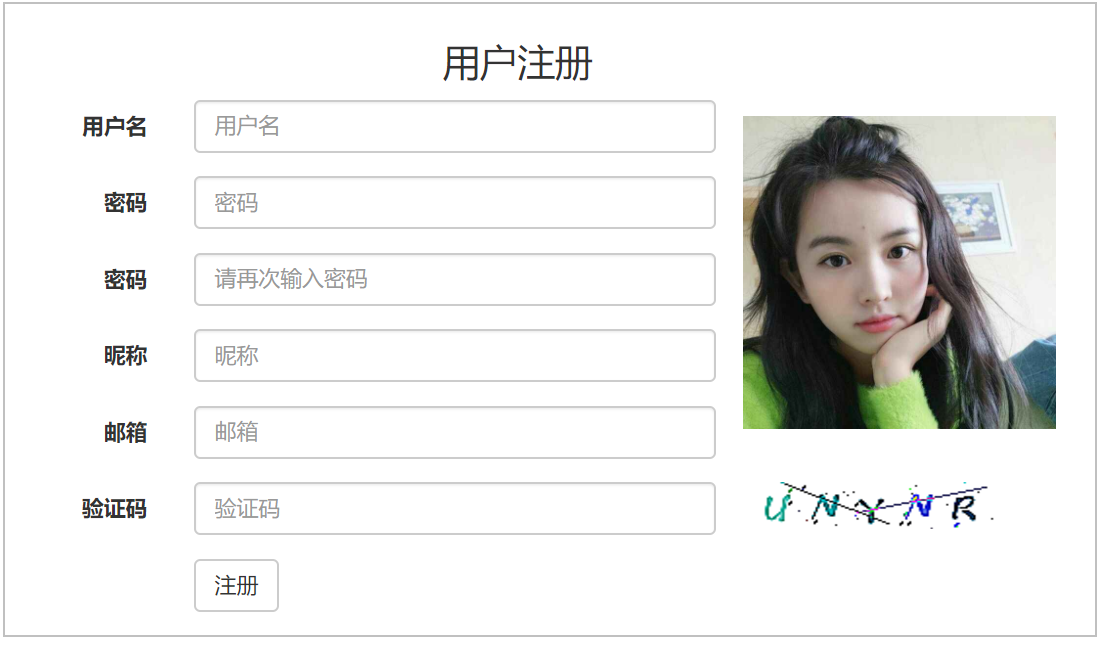 用户注册
用户名 用户名
密码 密码
密码 请再次输入密码
昵称 昵称
邮箱 邮箱
验证码 验证码
注册